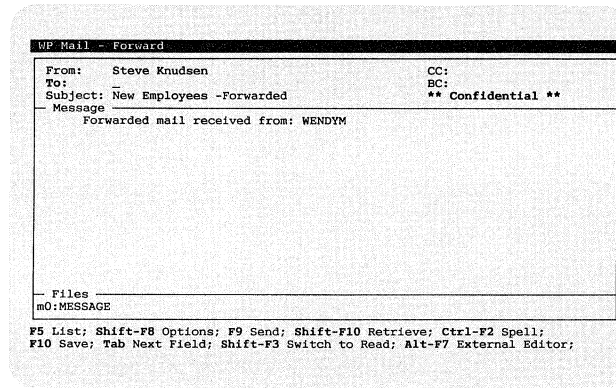 WP Mail - Forward
From: Steve Knudsen CC:
To: _ BC:
Subject: New Employees -Forwarded ** Confidential **
Message
Forwarded mail received from: WENDYM
Files
m0:MESSAGE
F5 List; Shift-F8 Options; F9 Send; Shift-F10 Retrieve; Ctrl-F2 Spell;
F10 Save; Tab Next Field; Shift-F3 Switch to Read; Alt-F7 External Editor;